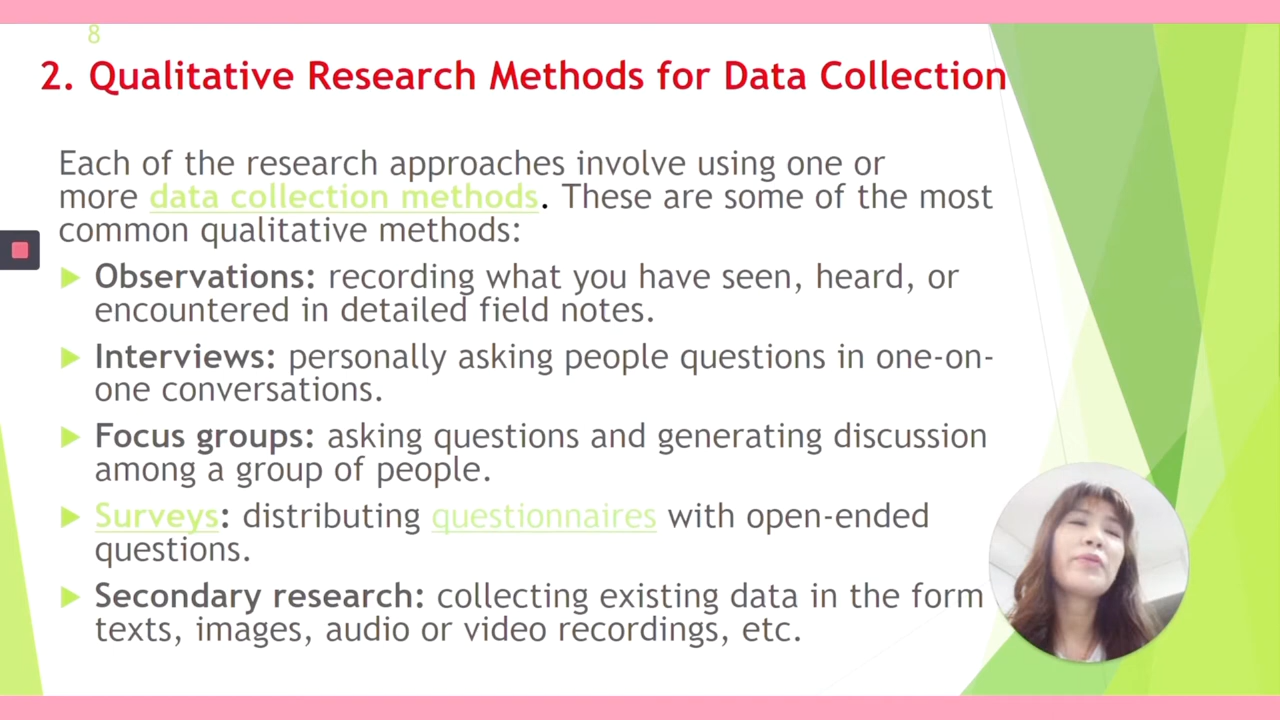 8
2. Qualitative Research Methods for Data Collection
Each of the research approaches involve using one or
more data collection methods. These are some of the most
common qualitative methods:
Observations: recording what you have seen, heard, or
encountered in detailed field notes.
Interviews: personally asking people questions in one-on-
one conversations.
Focus groups: asking questions and generating discussion
among a group of people.
Surveys: distributing questionnaires with open-ended
questions.
Secondary research: collecting existing data in the form
texts, images, audio or video recordings, etc.